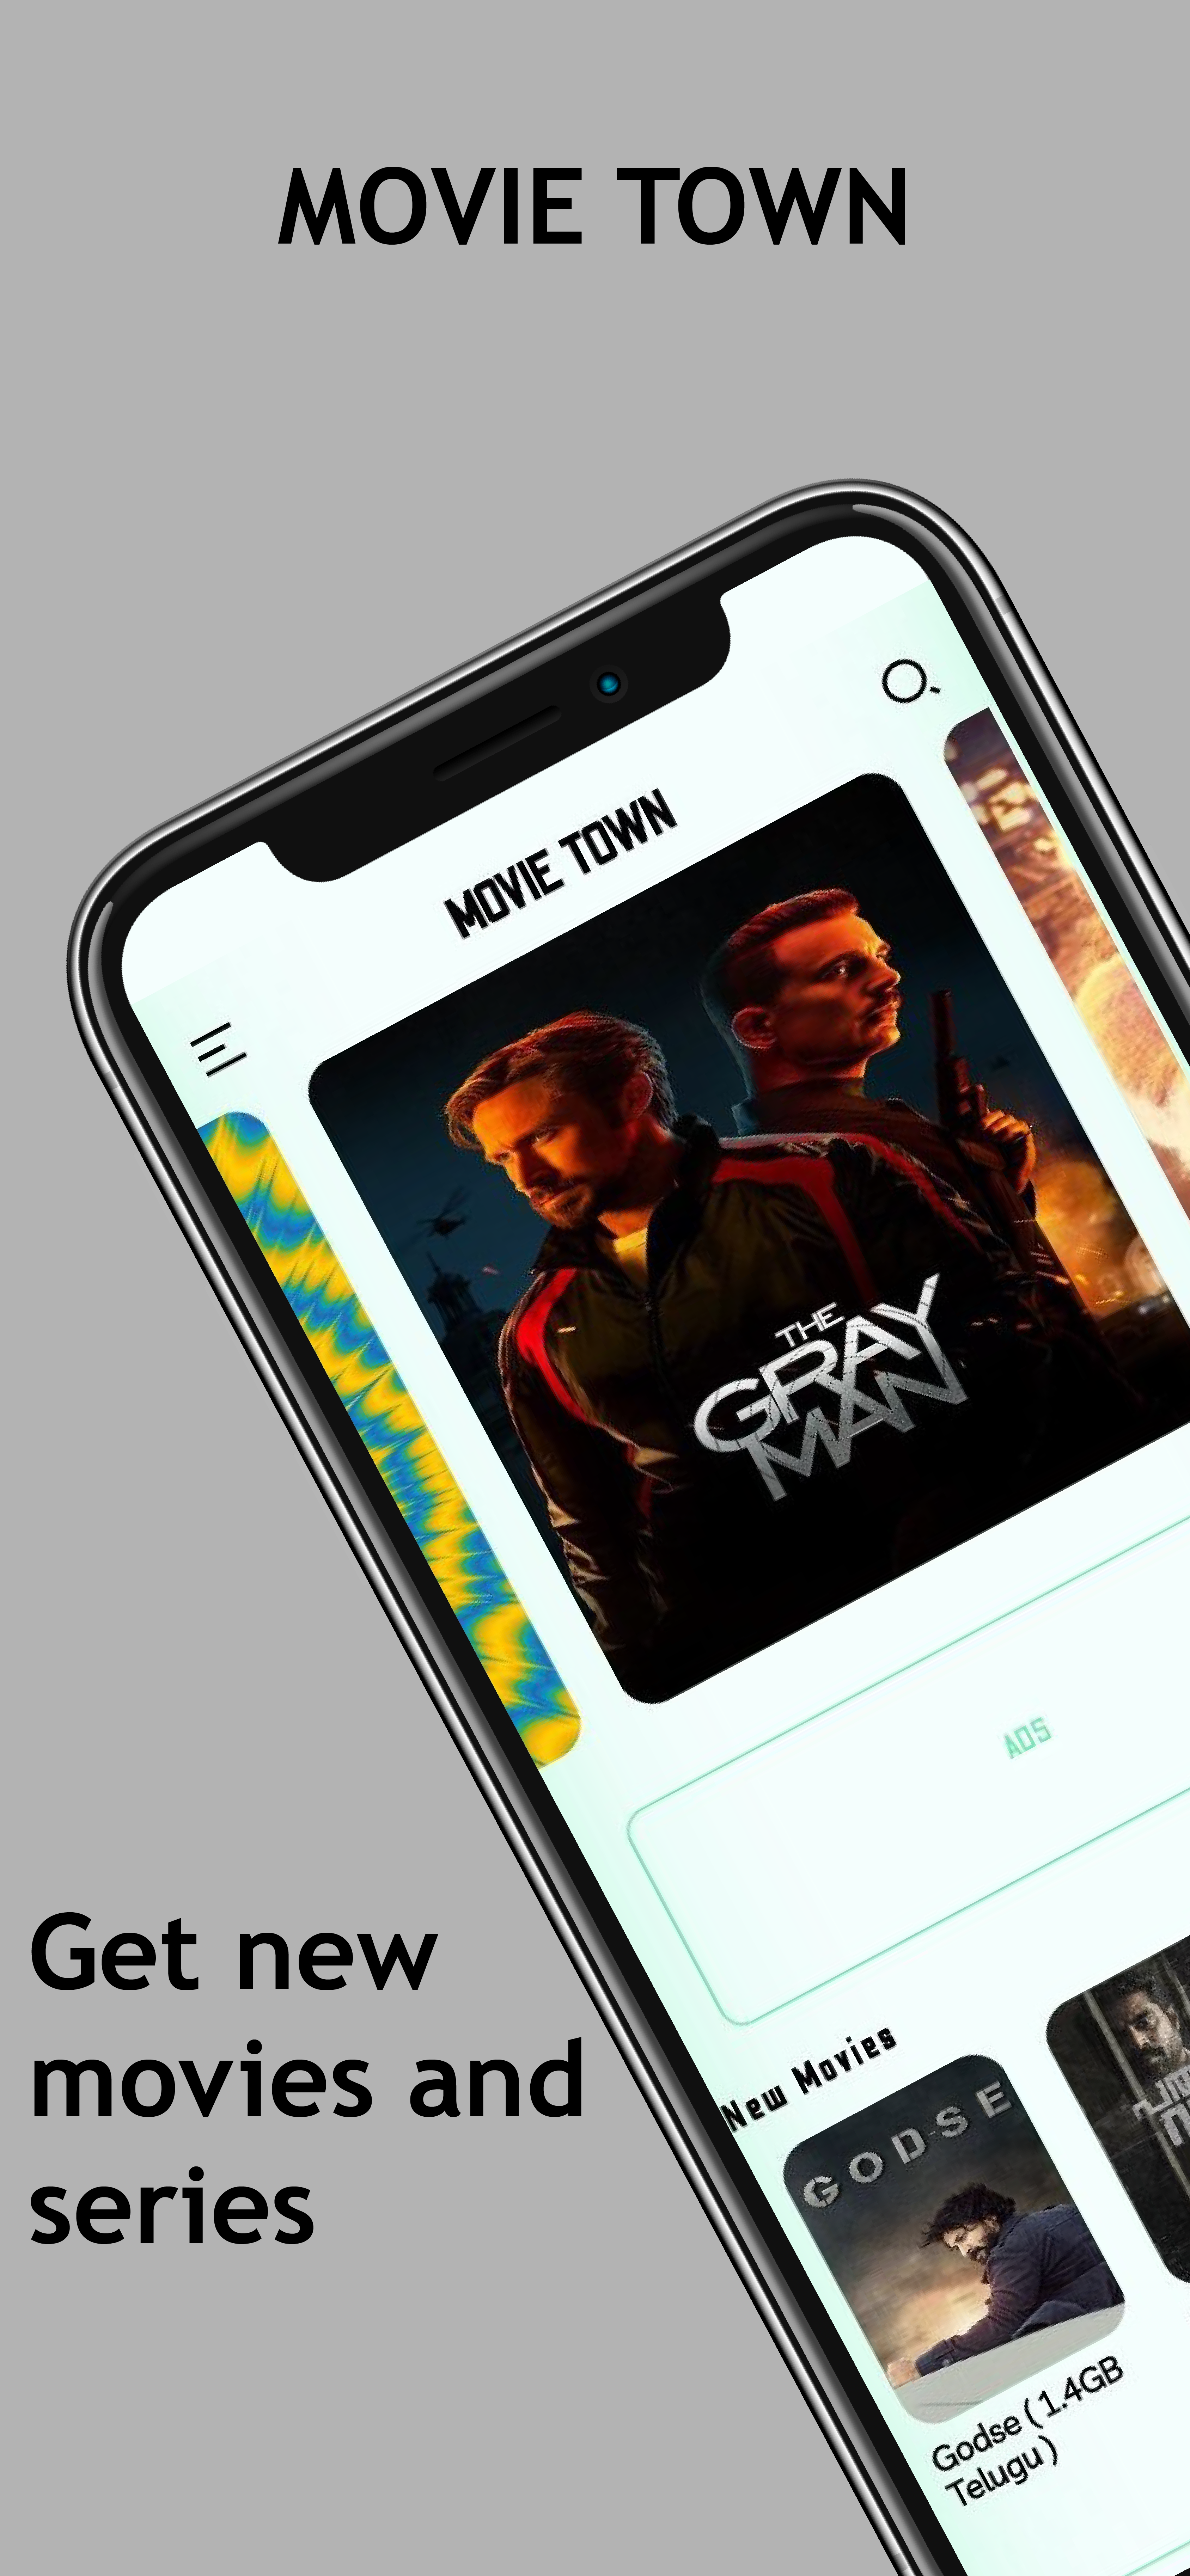 MOVIE TOWN
MOVIE TOWN
THE
GRAY
MAN
ADS
New Movies
GODSE
Godse ( 1.4GB
Telugu )
Get new
movies and
series